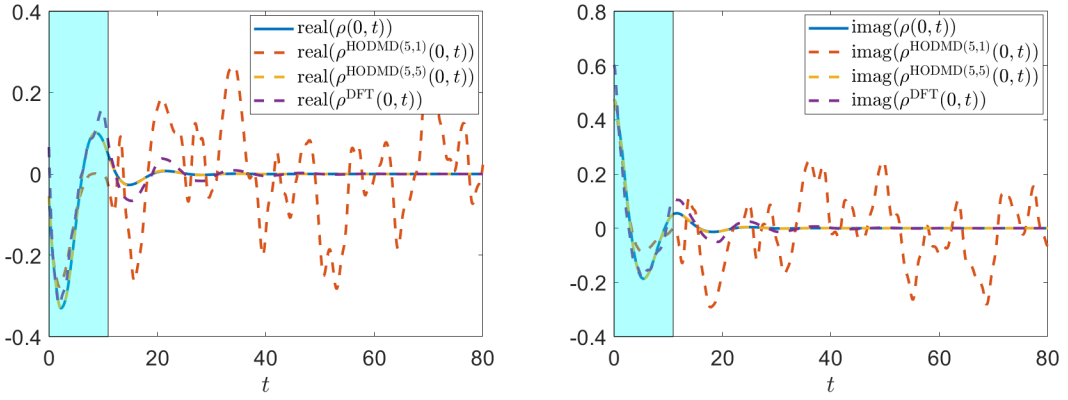 0.4
0.2
0
-0.2
-0.4
0
20
40
60
80
t
real(ρ(0, t))
real(ρ^HODMD(5,1)(0, t))
real(ρ^HODMD(5,5)(0, t))
real(ρ^DFT(0, t))
0.8
0.6
0.4
0.2
0
-0.2
-0.4
0
20
40
60
80
t
imag(ρ(0, t))
imag(ρ^HODMD(5,1)(0, t))
imag(ρ^HODMD(5,5)(0, t))
imag(ρ^DFT(0, t))